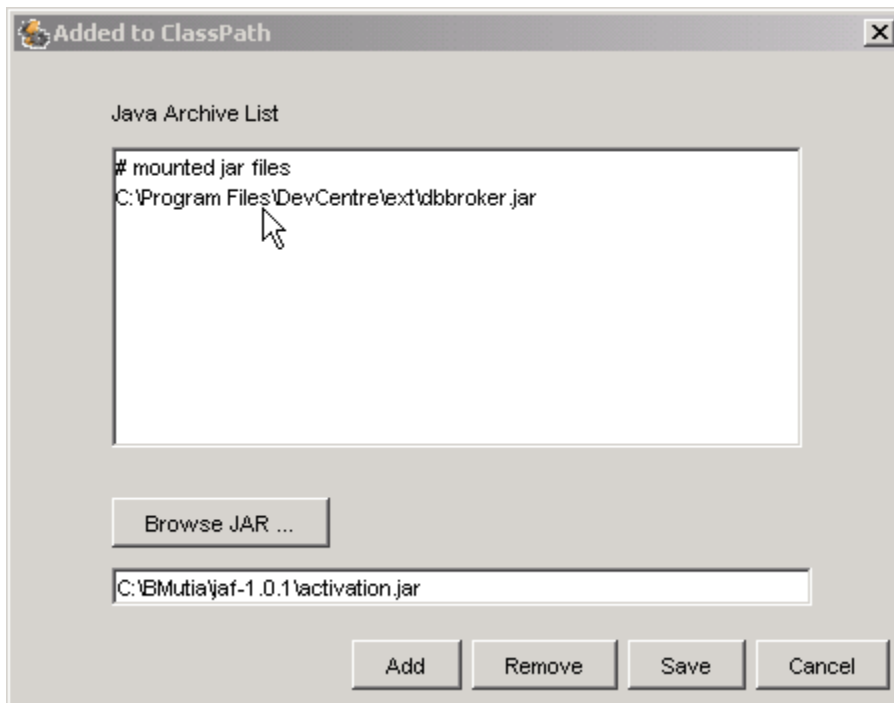 Added to ClassPath
Java Archive List
# mounted jar files
C:\Program Files\DevCentre\ext\dbbroker.jar
Browse JAR ...
C:\BMutia\jaf-1.0.1\activation.jar
Add Remove Save Cancel